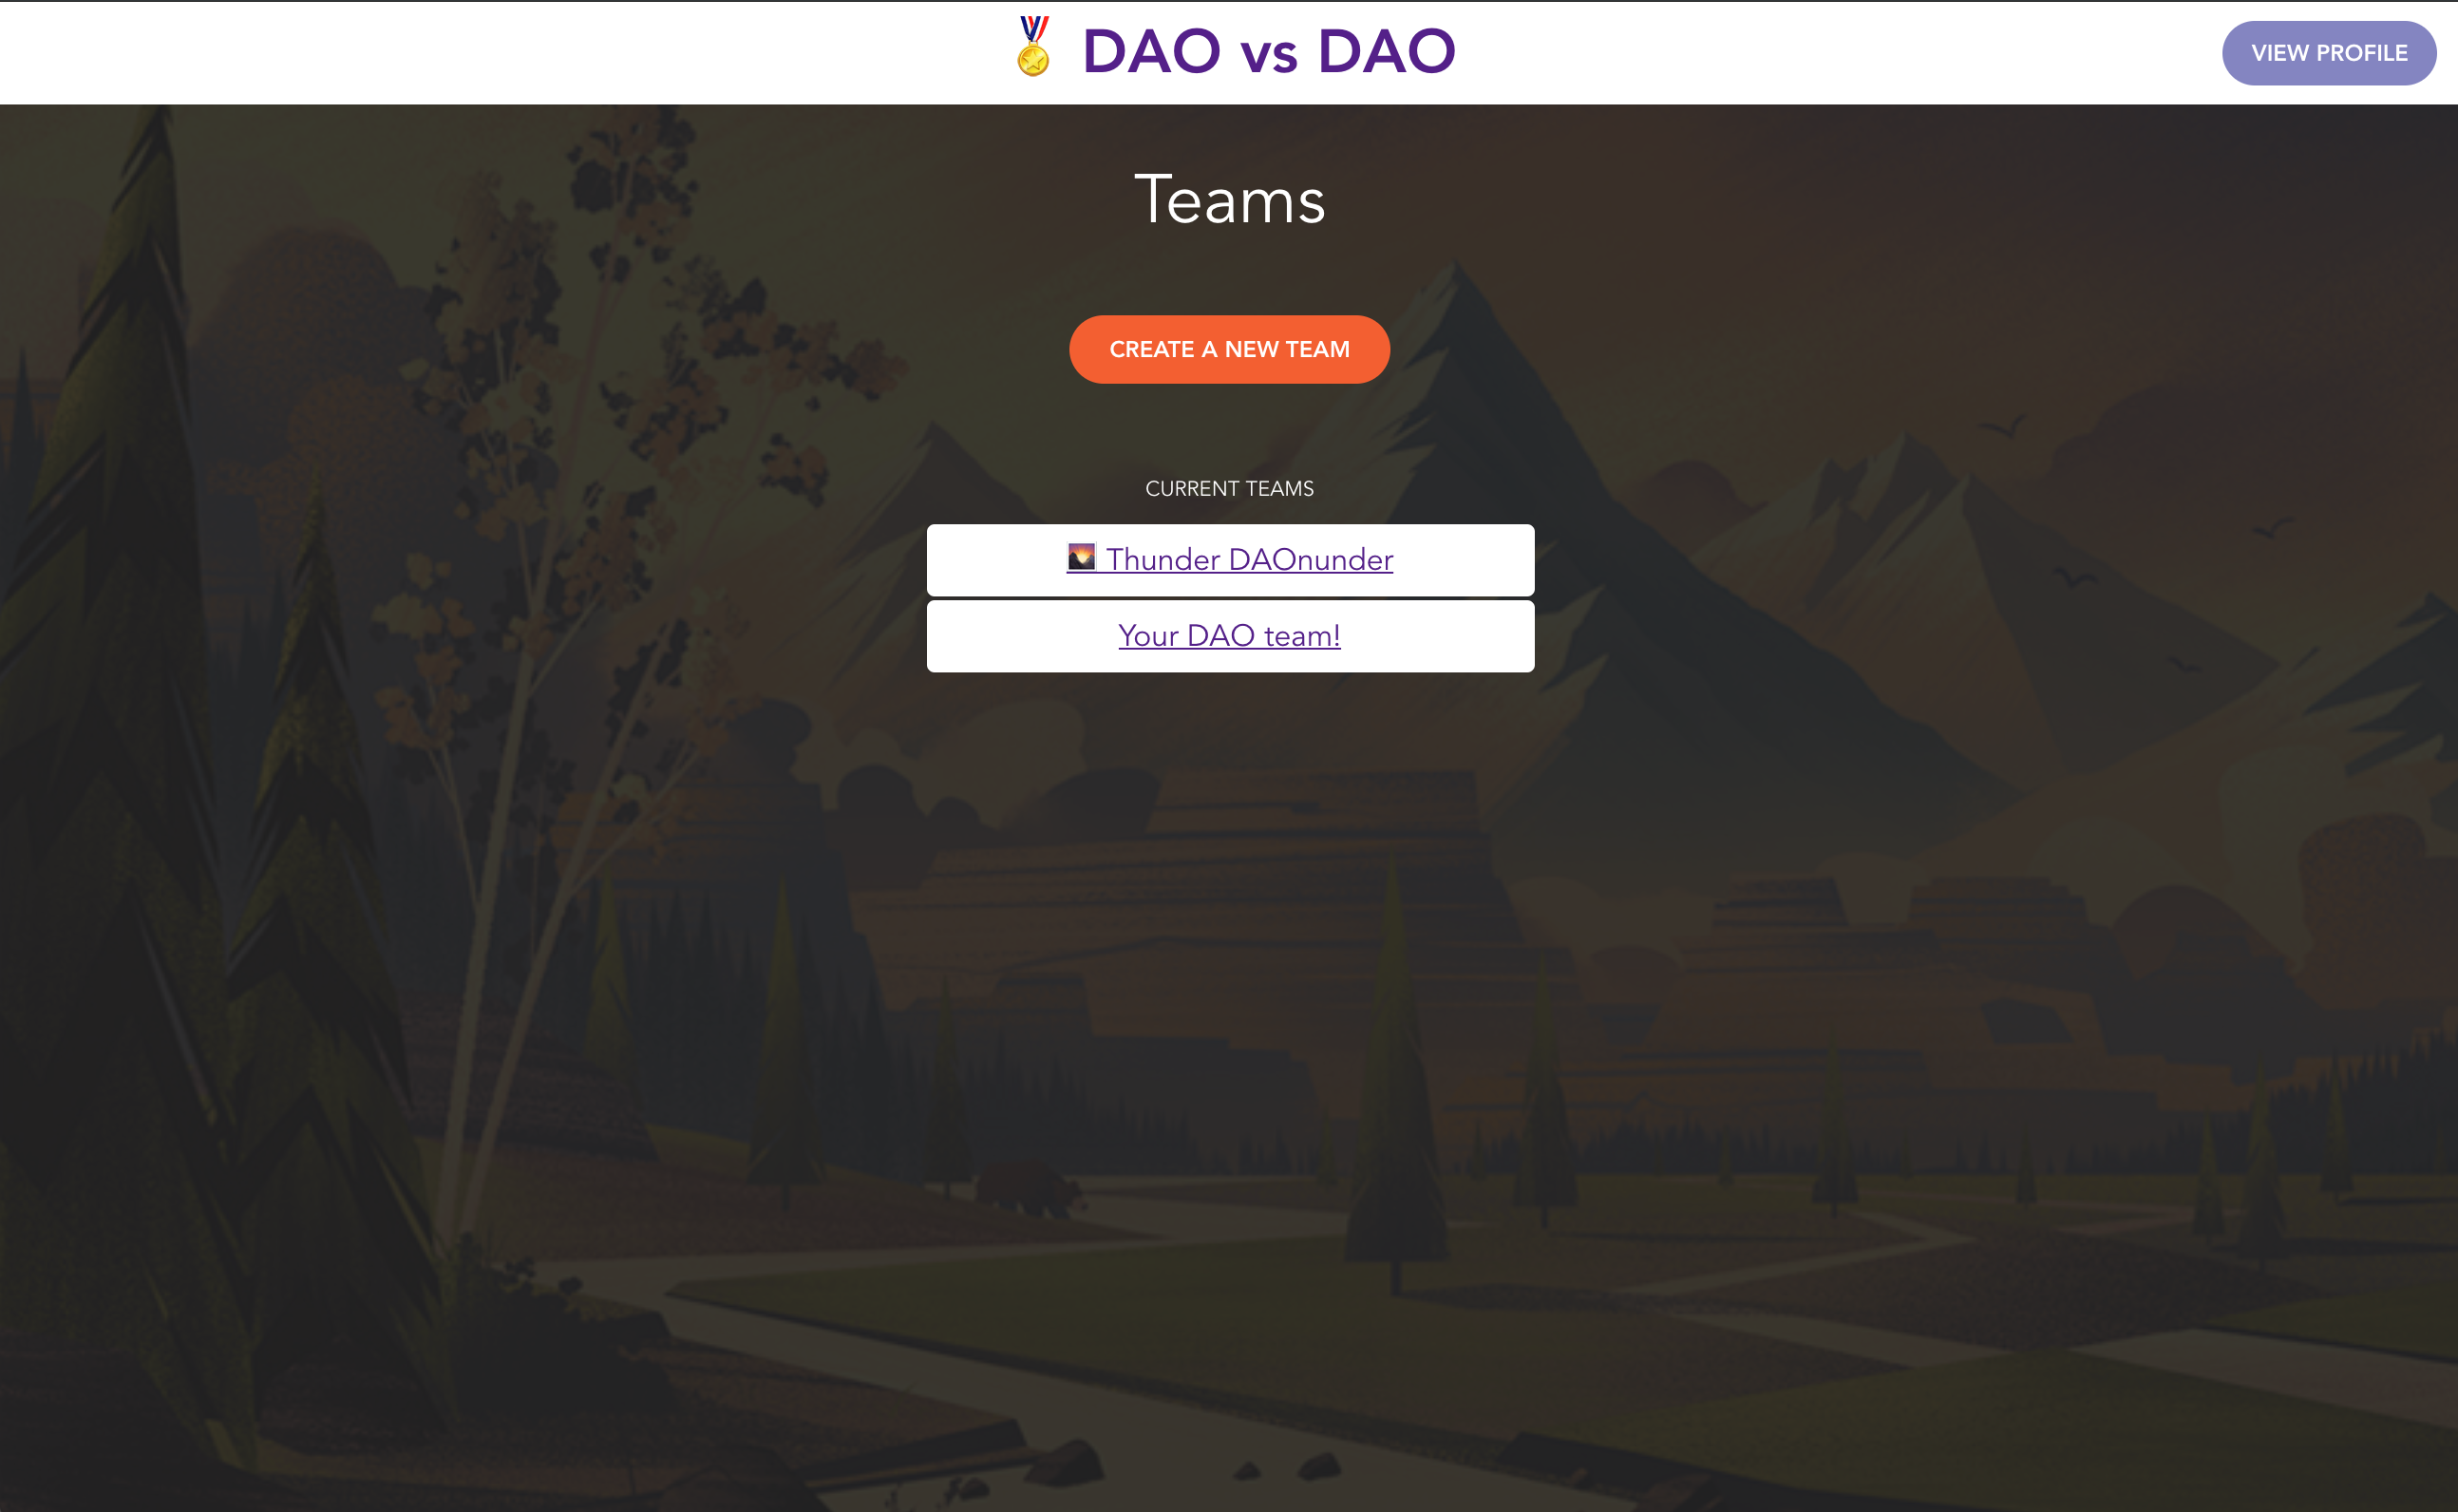 DAO vs DAO
VIEW PROFILE
Teams
CREATE A NEW TEAM
CURRENT TEAMS
Thunder DAOnunder
Your DAO team!